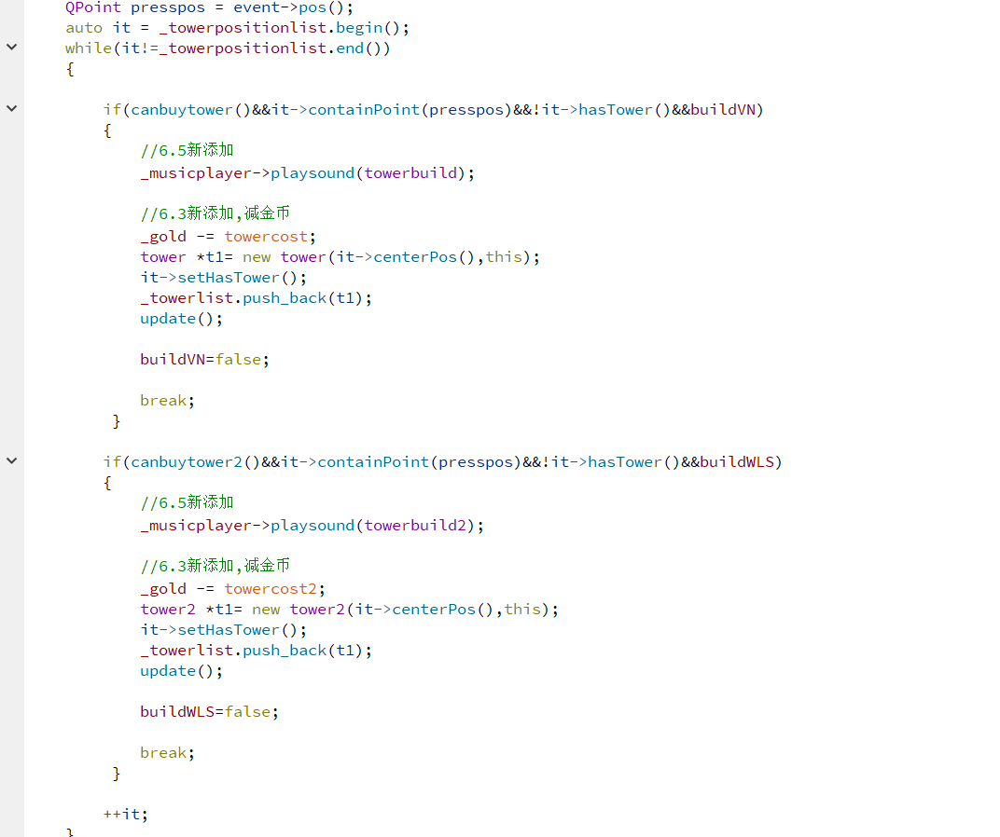 QPoint presspos = event->pos();
auto it = _towerpositionlist.begin();
while(it!=_towerpositionlist.end())
{
if(canbuytower()&&it->containPoint(presspos)&&!it->hasTower()&&buildVN)
{
//6.5新添加
_musicplayer->playsound(towerbuild);
//6.3新添加,减金币
_gold -= towercost;
tower *t1= new tower(it->centerPos(),this);
it->setHasTower();
_towerlist.push_back(t1);
update();
buildVN=false;
break;
}
if(canbuytower2()&&it->containPoint(presspos)&&!it->hasTower()&&buildWLS)
{
//6.5新添加
_musicplayer->playsound(towerbuild2);
//6.3新添加,减金币
_gold -= towercost2;
tower2 *t1= new tower2(it->centerPos(),this);
it->setHasTower();
_towerlist.push_back(t1);
update();
buildWLS=false;
break;
}
++it;
}